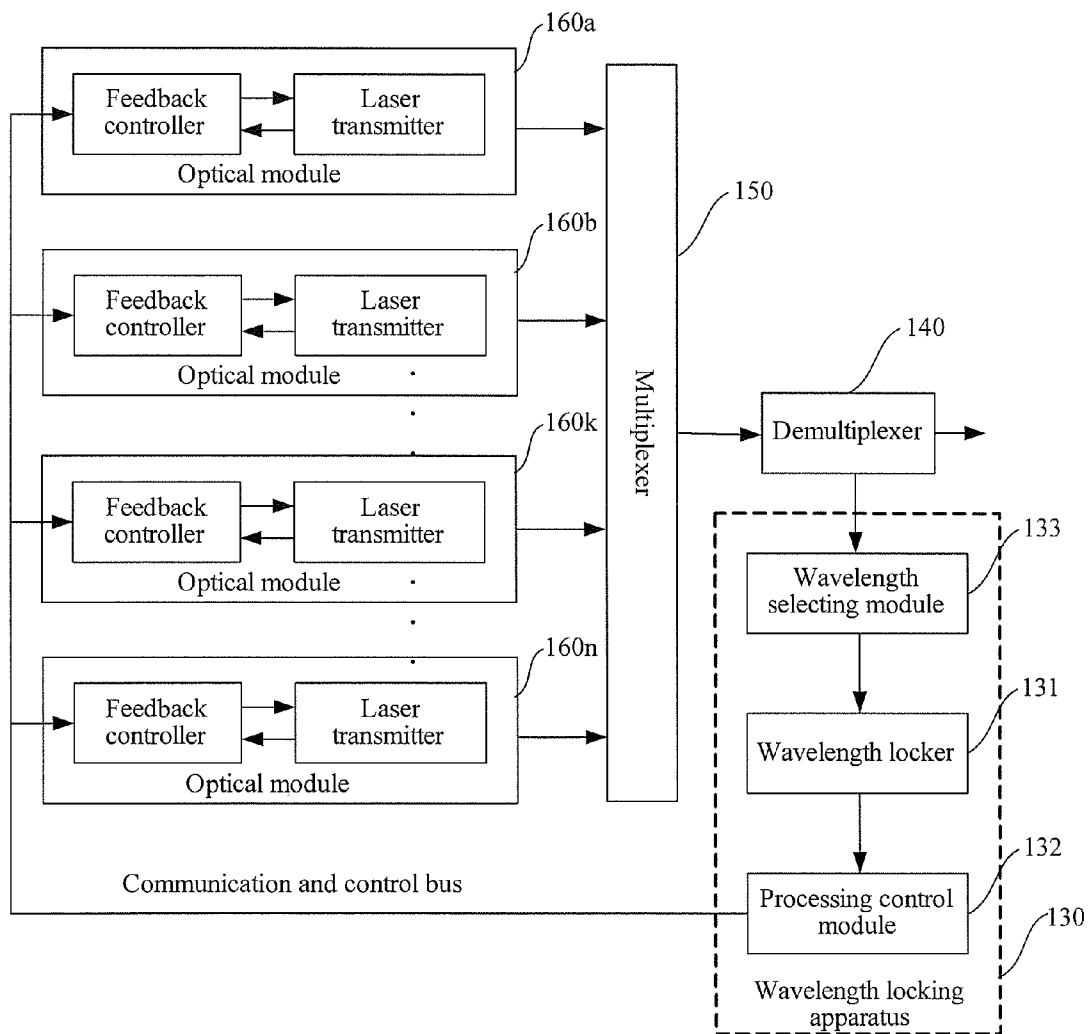 160a
Feedback
controller
Laser
transmitter
Optical module
150
160b
Feedback
controller
Laser
transmitter
Optical module
140
Multiplexer
Demultiplexer
160k
Feedback
controller
Laser
transmitter
Optical module
133
Wavelength
selecting module
160n
Feedback
controller
Laser
transmitter
Optical module
131
Wavelength locker
132
Communication and control bus
Processing control
module
130
Wavelength locking
apparatus